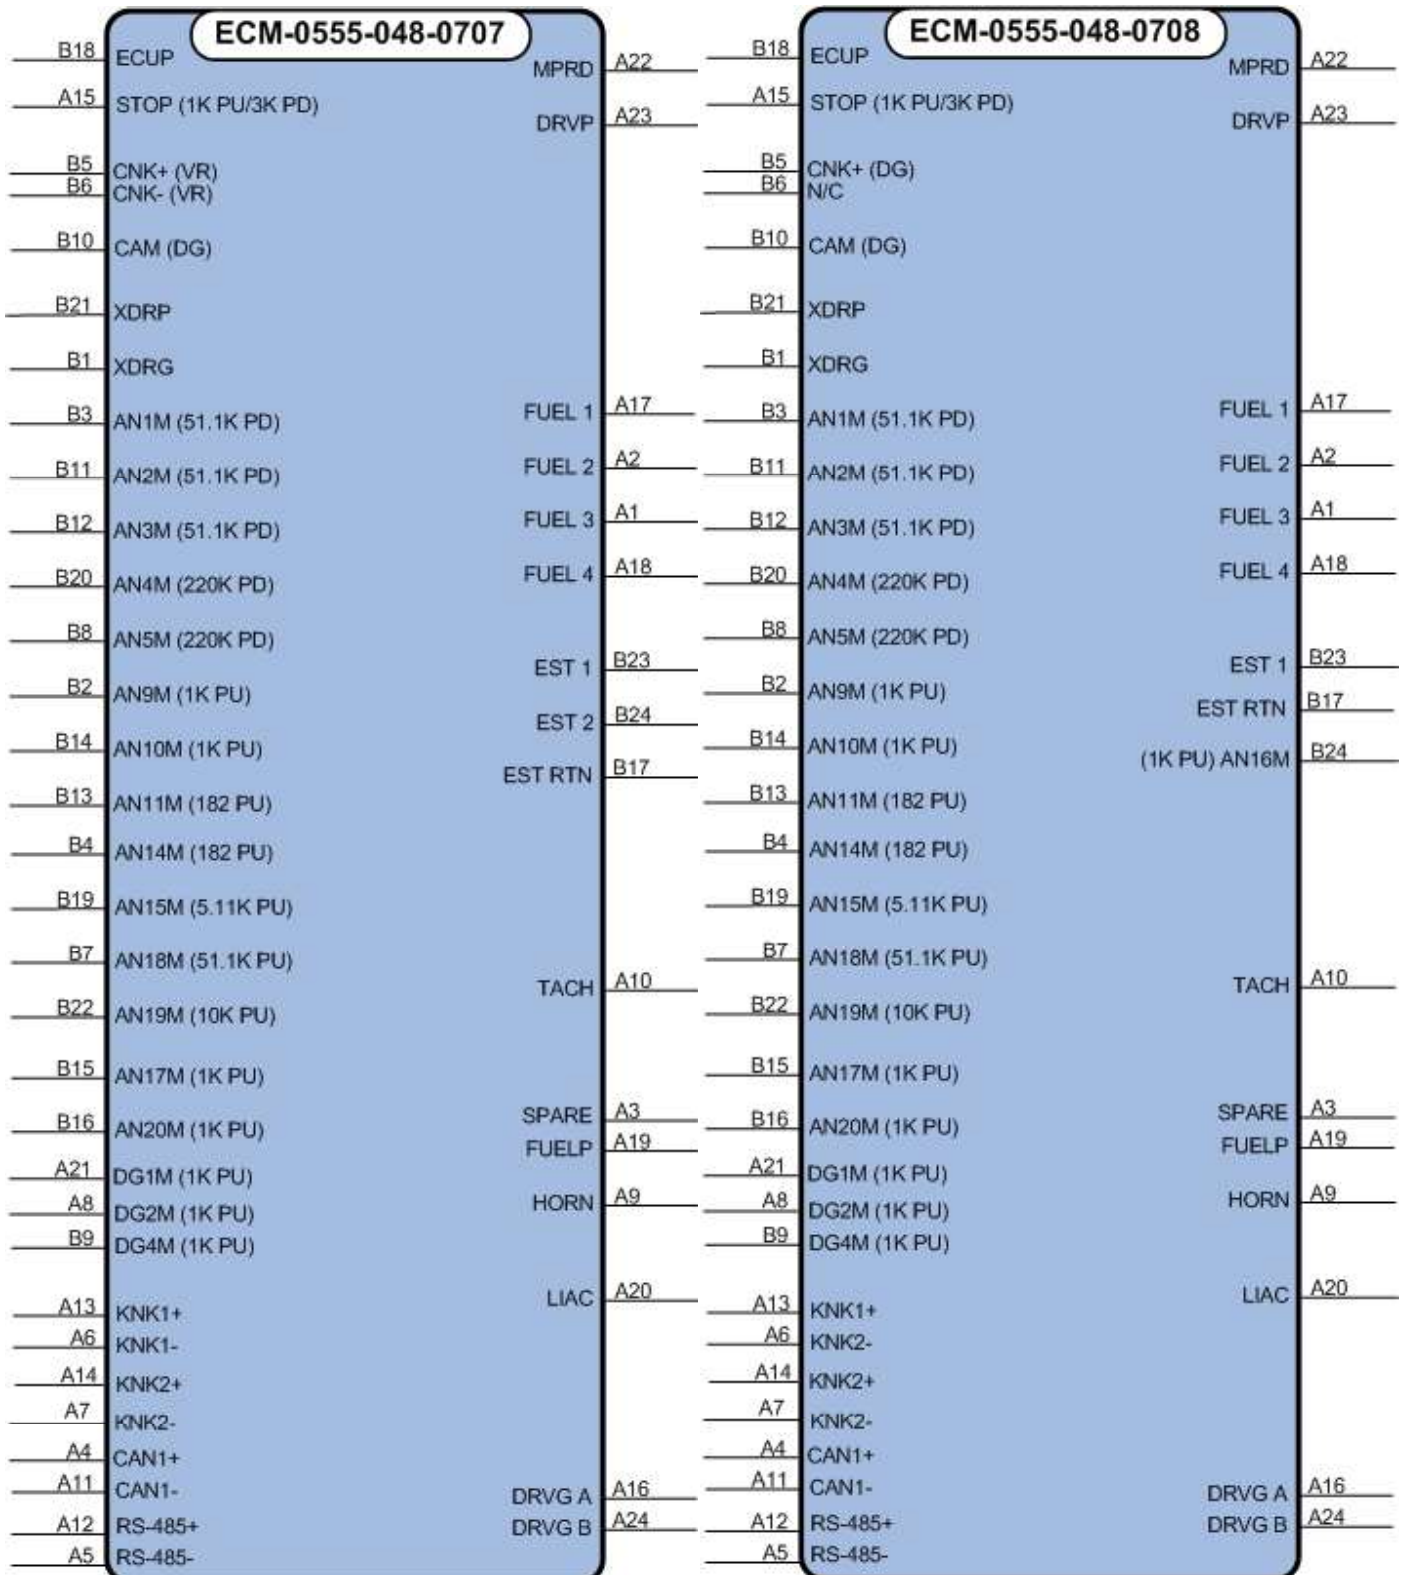 ECM-0555-048-0707
B18 ECUP
MPRD A22
A15 STOP (1K PU/3K PD)
DRVP A23
B5 CNK+ (VR)
B6 CNK- (VR)
B10 CAM (DG)
B21 XDRP
B1 XDRG
B3 AN1M (51.1K PD)
FUEL 1 A17
B11 AN2M (51.1K PD)
FUEL 2 A2
B12 AN3M (51.1K PD)
FUEL 3 A1
B20 AN4M (220K PD)
FUEL 4 A18
B8 AN5M (220K PD)
EST 1 B23
B2 AN9M (1K PU)
EST 2 B24
B14 AN10M (1K PU)
EST RTN B17
B13 AN11M (182 PU)
B4 AN14M (182 PU)
B19 AN15M (5.11K PU)
B7 AN18M (51.1K PU)
TACH A10
B22 AN19M (10K PU)
B15 AN17M (1K PU)
SPARE A3
B16 AN20M (1K PU)
FUELP A19
A21 DG1M (1K PU)
HORN A9
A8 DG2M (1K PU)
B9 DG4M (1K PU)
LIAC A20
A13 KNK1+
A6 KNK1-
A14 KNK2+
A7 KNK2-
A4 CAN1+
A11 CAN1-
DRVG A A16
A12 RS-485+
DRVG B A24
A5 RS-485-
ECM-0555-048-0708
B18 ECUP
MPRD A22
A15 STOP (1K PU/3K PD)
DRVP A23
B5 CNK+ (DG)
B6 N/C
B10 CAM (DG)
B21 XDRP
B1 XDRG
B3 AN1M (51.1K PD)
FUEL 1 A17
B11 AN2M (51.1K PD)
FUEL 2 A2
B12 AN3M (51.1K PD)
FUEL 3 A1
B20 AN4M (220K PD)
FUEL 4 A18
B8 AN5M (220K PD)
EST 1 B23
B2 AN9M (1K PU)
EST RTN B17
B14 AN10M (1K PU)
(1K PU) AN16M B24
B13 AN11M (182 PU)
B4 AN14M (182 PU)
B19 AN15M (5.11K PU)
B7 AN18M (51.1K PU)
TACH A10
B22 AN19M (10K PU)
B15 AN17M (1K PU)
SPARE A3
B16 AN20M (1K PU)
FUELP A19
A21 DG1M (1K PU)
HORN A9
A8 DG2M (1K PU)
B9 DG4M (1K PU)
LIAC A20
A13 KNK1+
A6 KNK2-
A14 KNK2+
A7 KNK2-
A4 CAN1+
A11 CAN1-
DRVG A A16
A12 RS-485+
DRVG B A24
A5 RS-485-